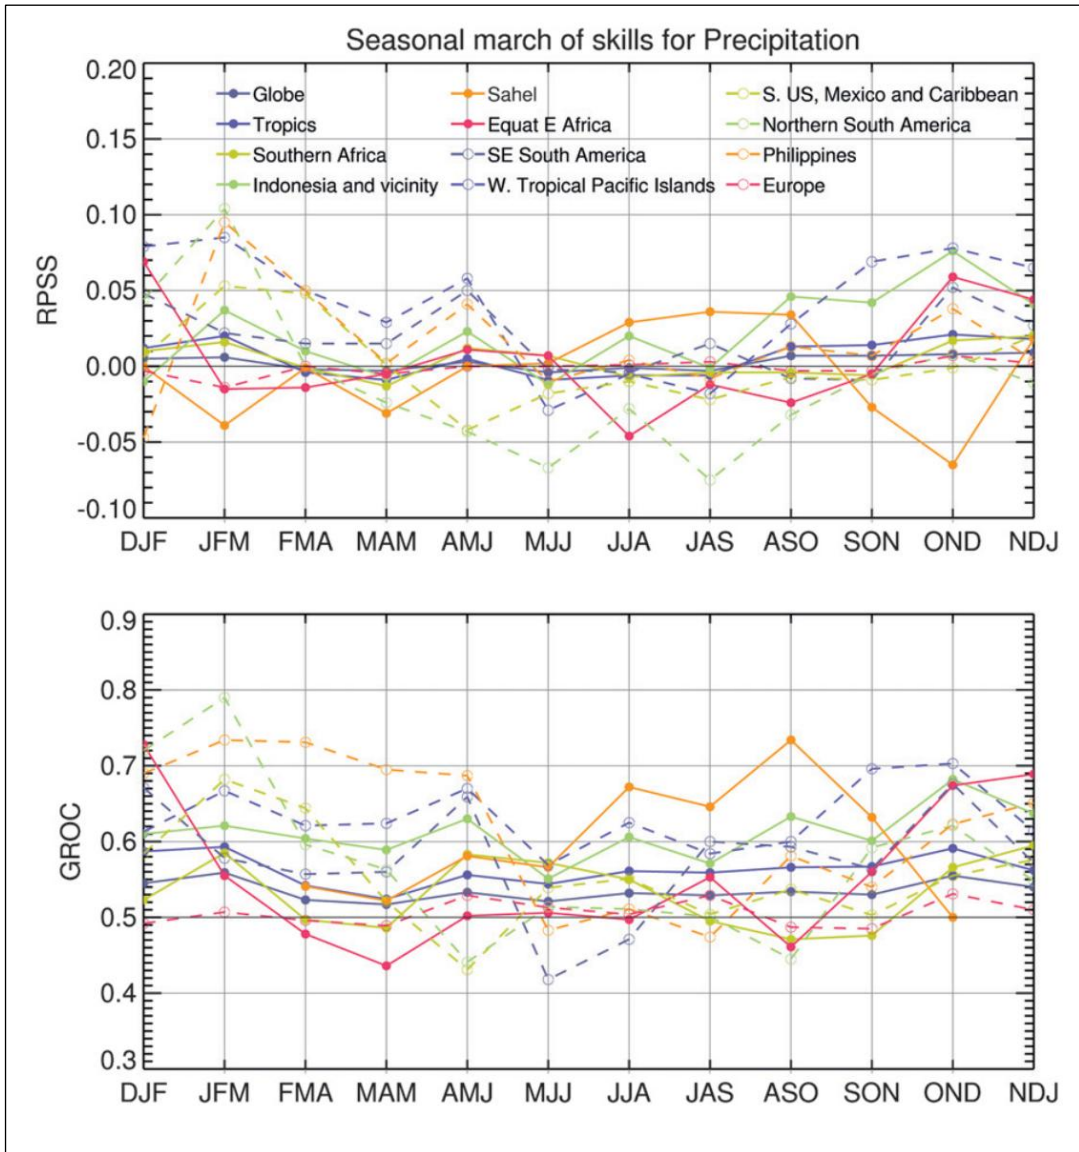 Seasonal march of skills for Precipitation
0.20
Globe Sahel S. US, Mexico and Caribbean
Tropics Equat E Africa Northern South America
0.15
Southern Africa SE South America Philippines
Indonesia and vicinity W. Tropical Pacific Islands Europe
0.10
RPSS
0.05
0.00
-0.05
-0.10
DJF JFM FMA MAM AMJ MJJ JJA JAS ASO SON OND NDJ
0.9
0.8
0.7
GROC
0.6
0.5
0.4
0.3
DJF JFM FMA MAM AMJ MJJ JJA JAS ASO SON OND NDJ